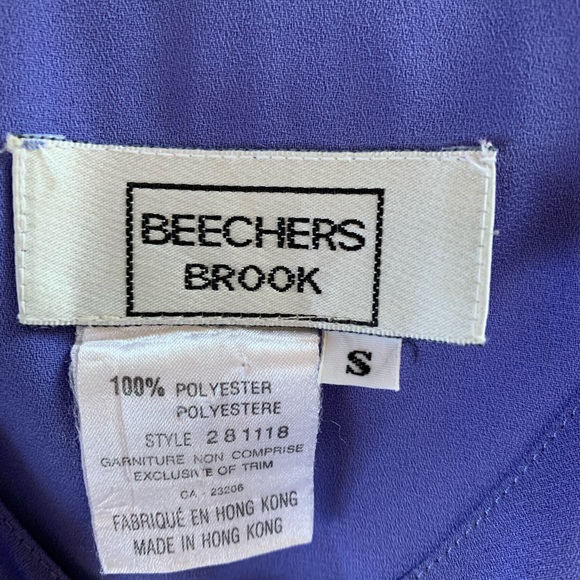 BEECHERS
BROOK
S
100% POLYESTER
POLYESTERE
STYLE 281118
GARNITURE NON COMPRISE
EXCLUSIVE OF TRIM
CA - 23206
FABRIQUÉ EN HONG KONG
MADE IN HONG KONG